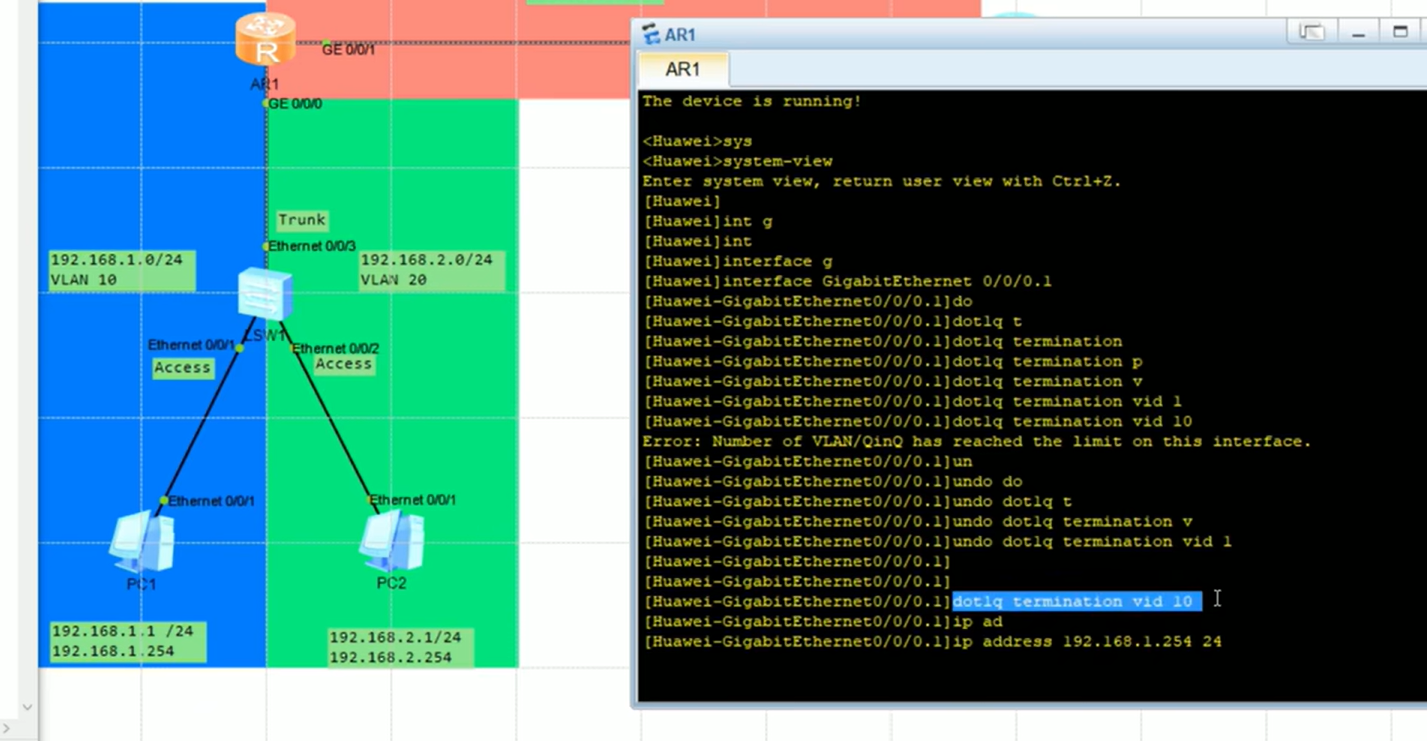 GE 0/0/1
AR1
GE 0/0/0
Trunk
Ethernet 0/0/3
192.168.1.0/24
VLAN 10
192.168.2.0/24
VLAN 20
LSW1
Ethernet 0/0/1
Access
Ethernet 0/0/2
Access
Ethernet 0/0/1
Ethernet 0/0/1
PC1
PC2
192.168.1.1 /24
192.168.1.254
192.168.2.1/24
192.168.2.254
AR1
AR1
The device is running!
<Huawei>sys
<Huawei>system-view
Enter system view, return user view with Ctrl+Z.
[Huawei]
[Huawei]int g
[Huawei]int
[Huawei]interface g
[Huawei]interface GigabitEthernet 0/0/0.1
[Huawei-GigabitEthernet0/0/0.1]do
[Huawei-GigabitEthernet0/0/0.1]dot1q t
[Huawei-GigabitEthernet0/0/0.1]dot1q termination
[Huawei-GigabitEthernet0/0/0.1]dot1q termination p
[Huawei-GigabitEthernet0/0/0.1]dot1q termination v
[Huawei-GigabitEthernet0/0/0.1]dot1q termination vid 1
[Huawei-GigabitEthernet0/0/0.1]dot1q termination vid 10
Error: Number of VLAN/QinQ has reached the limit on this interface.
[Huawei-GigabitEthernet0/0/0.1]un
[Huawei-GigabitEthernet0/0/0.1]undo do
[Huawei-GigabitEthernet0/0/0.1]undo dot1q t
[Huawei-GigabitEthernet0/0/0.1]undo dot1q termination v
[Huawei-GigabitEthernet0/0/0.1]undo dot1q termination vid 1
[Huawei-GigabitEthernet0/0/0.1]
[Huawei-GigabitEthernet0/0/0.1]
[Huawei-GigabitEthernet0/0/0.1]dot1q termination vid 10
[Huawei-GigabitEthernet0/0/0.1]ip ad
[Huawei-GigabitEthernet0/0/0.1]ip address 192.168.1.254 24